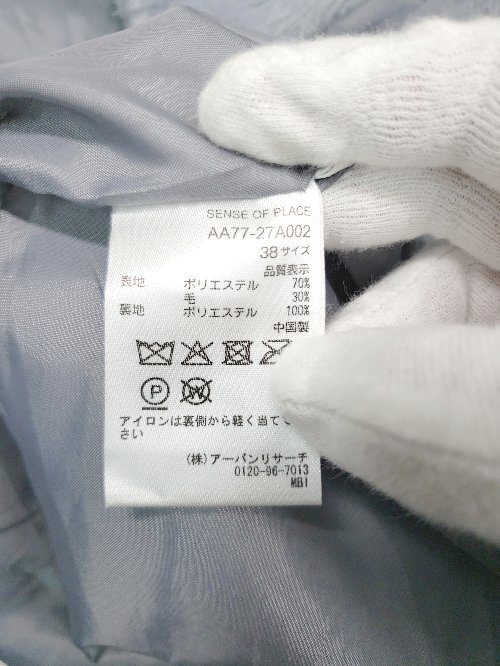 SENSE OF PLACE
AA77-27A002
38サイズ
品質表示
表地 ポリエステル 70%
毛 30%
裏地 ポリエステル 100%
中国製
P W
アイロンは裏側から軽く当てて
さい
(株)アーバンリサーチ
0120-96-7013
MBI